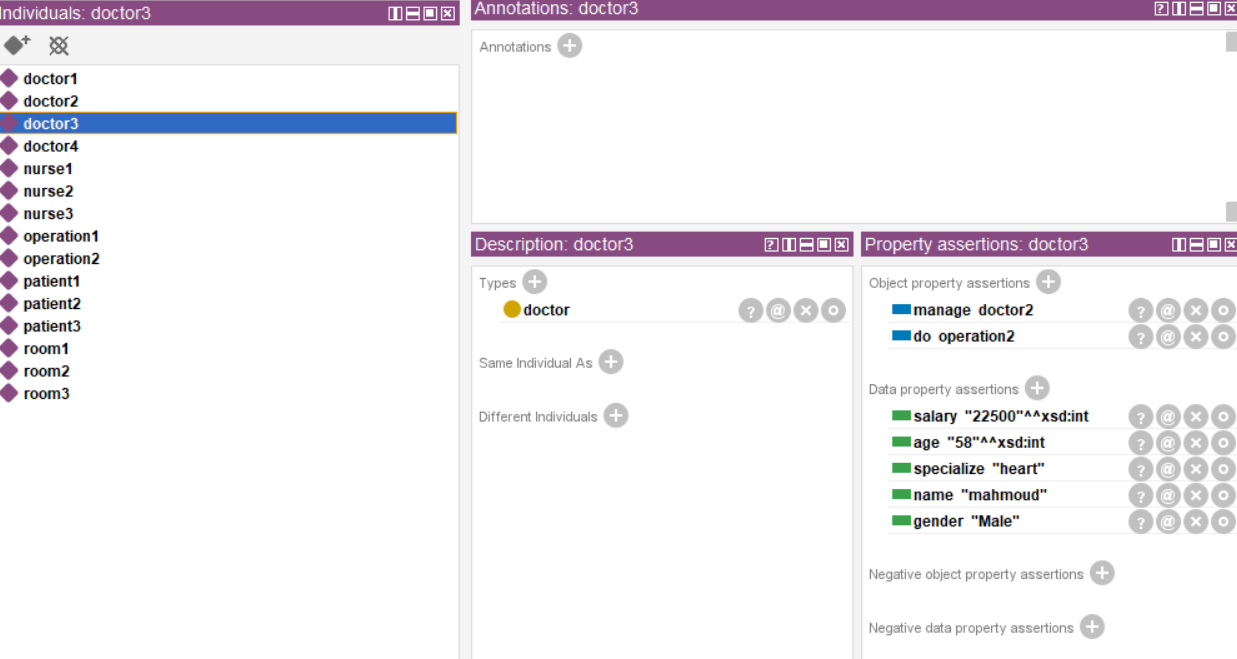 Individuals: doctor3
doctor1
doctor2
doctor3
doctor4
nurse1
nurse2
nurse3
operation1
operation2
patient1
patient2
patient3
room1
room2
room3
Annotations: doctor3
Annotations
Description: doctor3
Types
doctor
Same Individual As
Different Individuals
Property assertions: doctor3
Object property assertions
manage doctor2
do operation2
Data property assertions
salary "22500"^^xsd:int
age "58"^^xsd:int
specialize "heart"
name "mahmoud"
gender "Male"
Negative object property assertions
Negative data property assertions